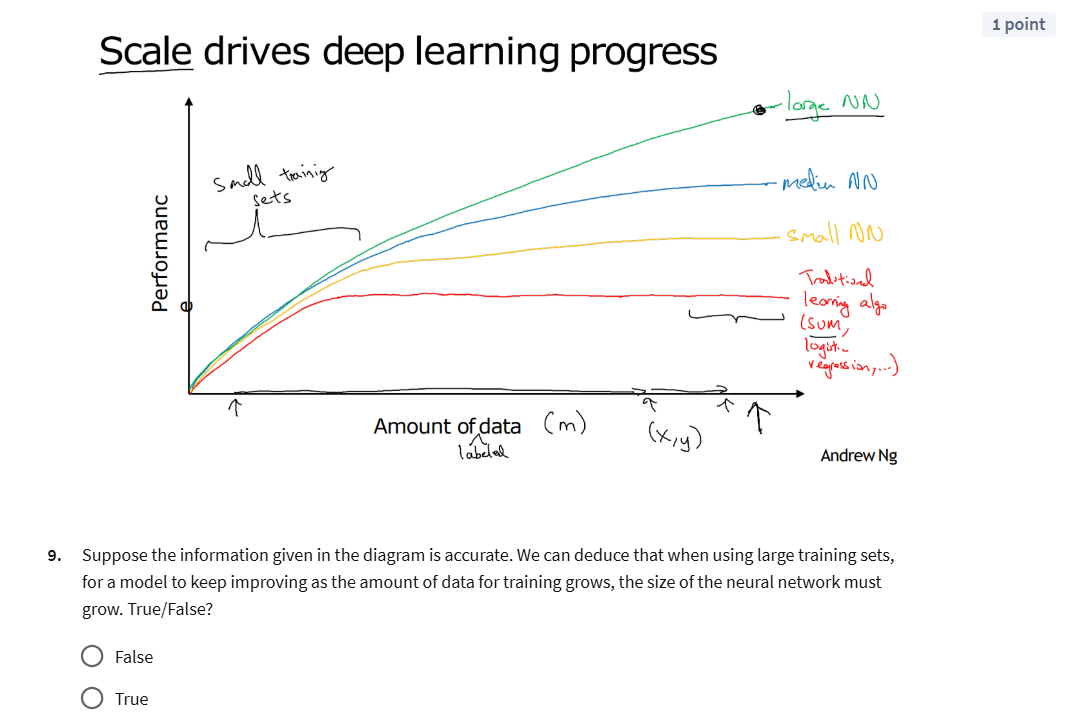 1 point
Scale drives deep learning progress
large NN
small training
sets
medium NN
small NN
Performanc
e
Traditional
learning algo
(SVM,
logistic
regression,...)
Amount of data (m)
labeled
(x,y)
Andrew Ng
9. Suppose the information given in the diagram is accurate. We can deduce that when using large training sets,
for a model to keep improving as the amount of data for training grows, the size of the neural network must
grow. True/False?
False
True